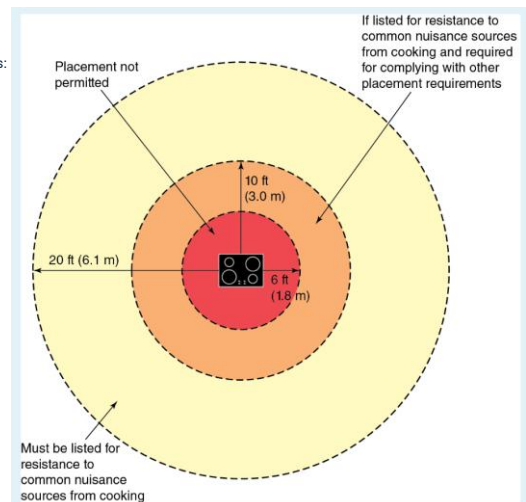 s:
If listed for resistance to
common nuisance sources
from cooking and required
for complying with other
placement requirements
Placement not
permitted
10 ft
(3.0 m)
20 ft (6.1 m)
6 ft
(1.8 m)
Must be listed for
resistance to
common nuisance
sources from cooking